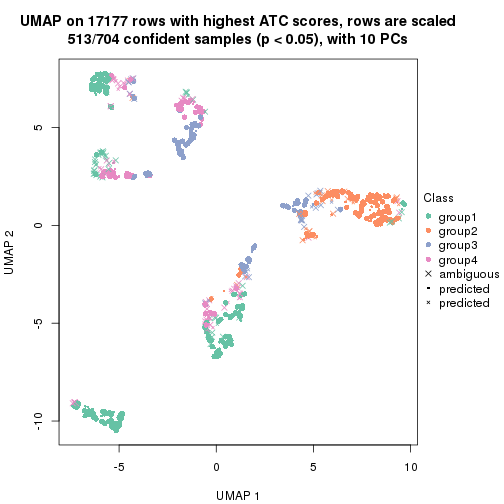 UMAP on 17177 rows with highest ATC scores, rows are scaled
513/704 confident samples (p < 0.05), with 10 PCs
UMAP 2
5
0
-5
-10
-5
0
5
10
UMAP 1
Class
group1
group2
group3
group4
ambiguous
predicted
predicted